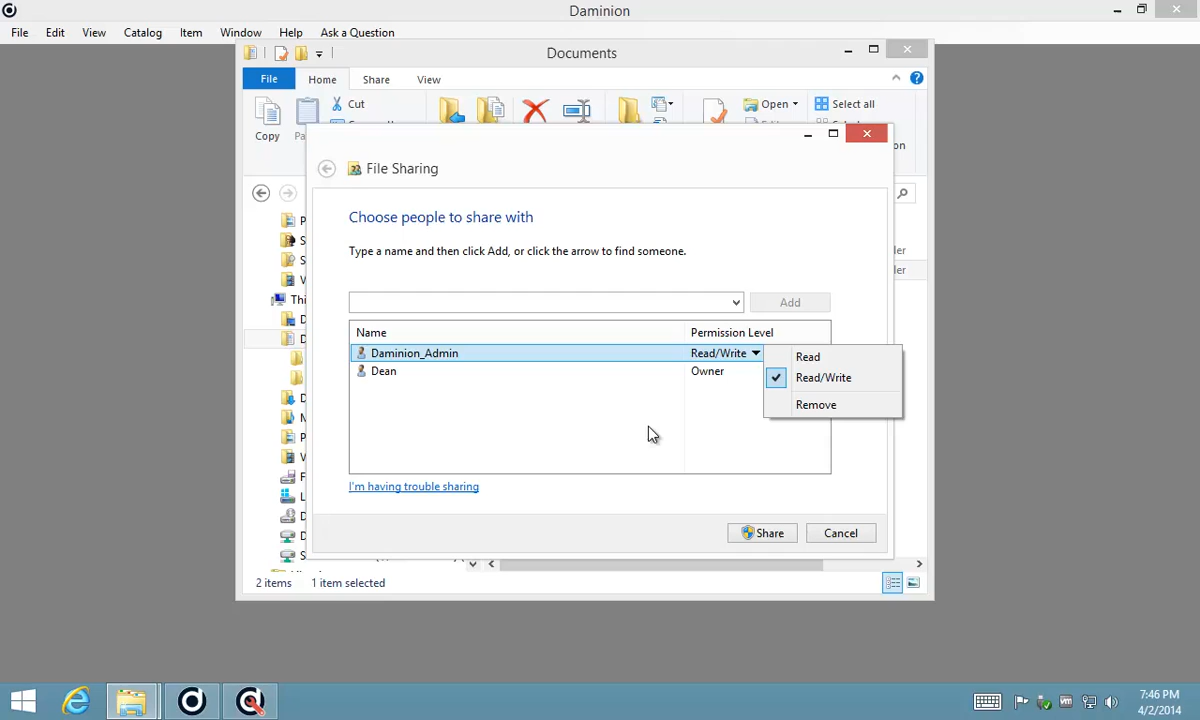 Daminion
File Edit View Catalog Item Window Help Ask a Question
Documents
File Home Share View
Cut
Open
Select all
Copy
File Sharing
Choose people to share with
Type a name and then click Add, or click the arrow to find someone.
Add
Name Permission Level
Daminion_Admin Read/Write
Dean Owner
Read
Read/Write
Remove
I'm having trouble sharing
Share Cancel
2 items 1 item selected
7:46 PM
4/2/2014